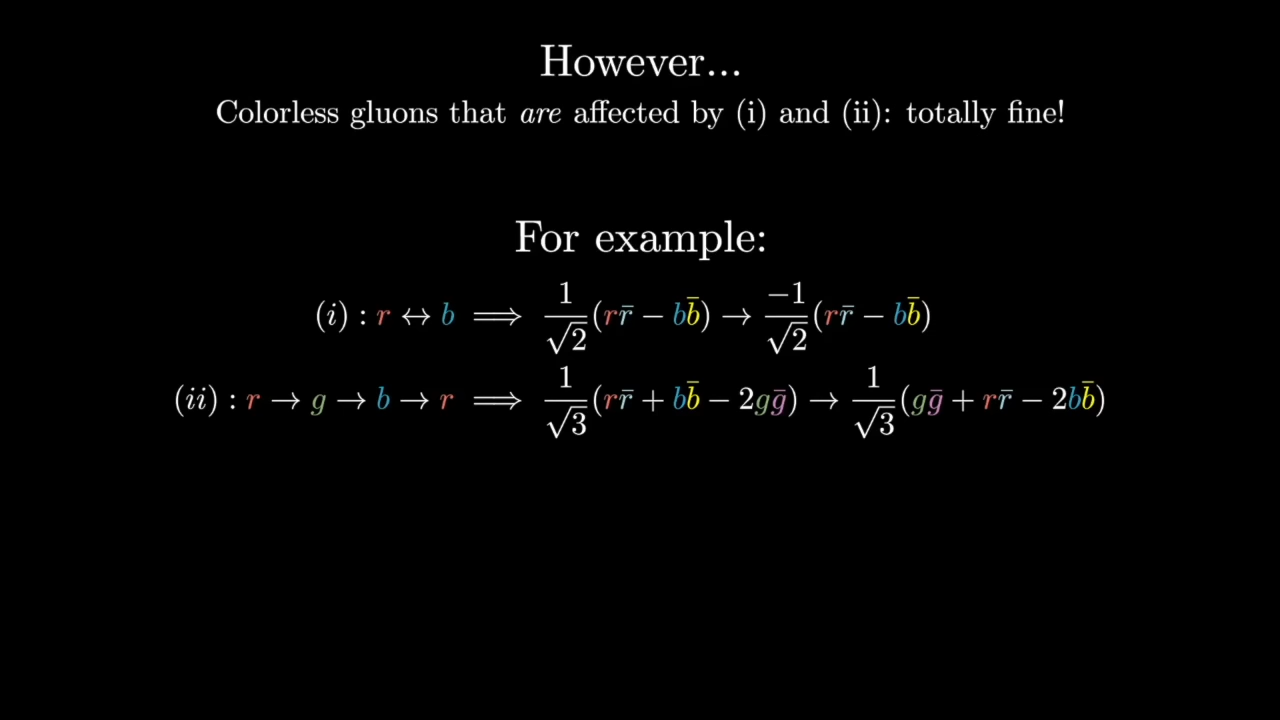 However...
Colorless gluons that are affected by (i) and (ii): totally fine!
For example:
(i) : r ↔ b ⟹ 1/√2 (rr̄ − bb̄) → −1/√2 (rr̄ − bb̄)
(ii) : r → g → b → r ⟹ 1/√3 (rr̄ + bb̄ − 2gḡ) → 1/√3 (gḡ + rr̄ − 2bb̄)